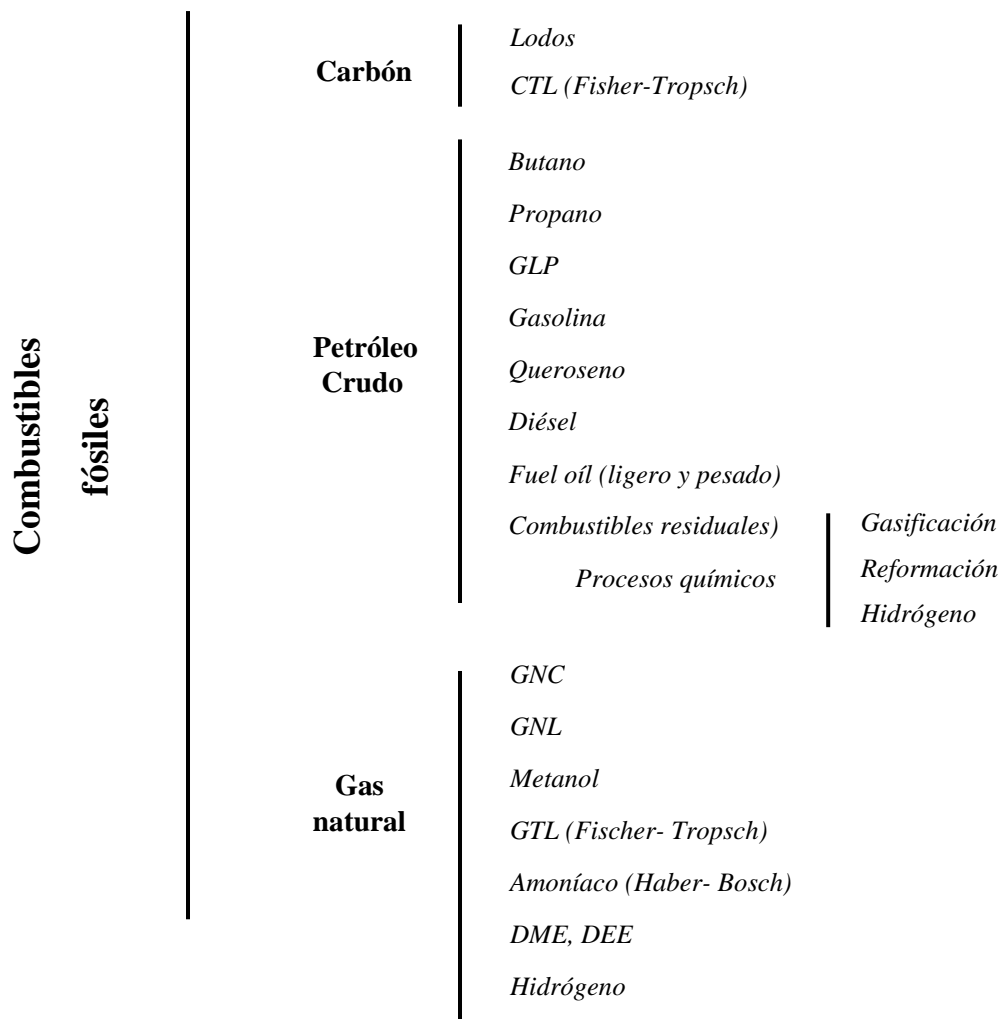 Combustibles
fósiles
Carbón
Lodos
CTL (Fisher-Tropsch)
Petróleo
Crudo
Butano
Propano
GLP
Gasolina
Queroseno
Diésel
Fuel oíl (ligero y pesado)
Combustibles residuales)
Procesos químicos
Gasificación
Reformación
Hidrógeno
Gas
natural
GNC
GNL
Metanol
GTL (Fischer- Tropsch)
Amoníaco (Haber- Bosch)
DME, DEE
Hidrógeno